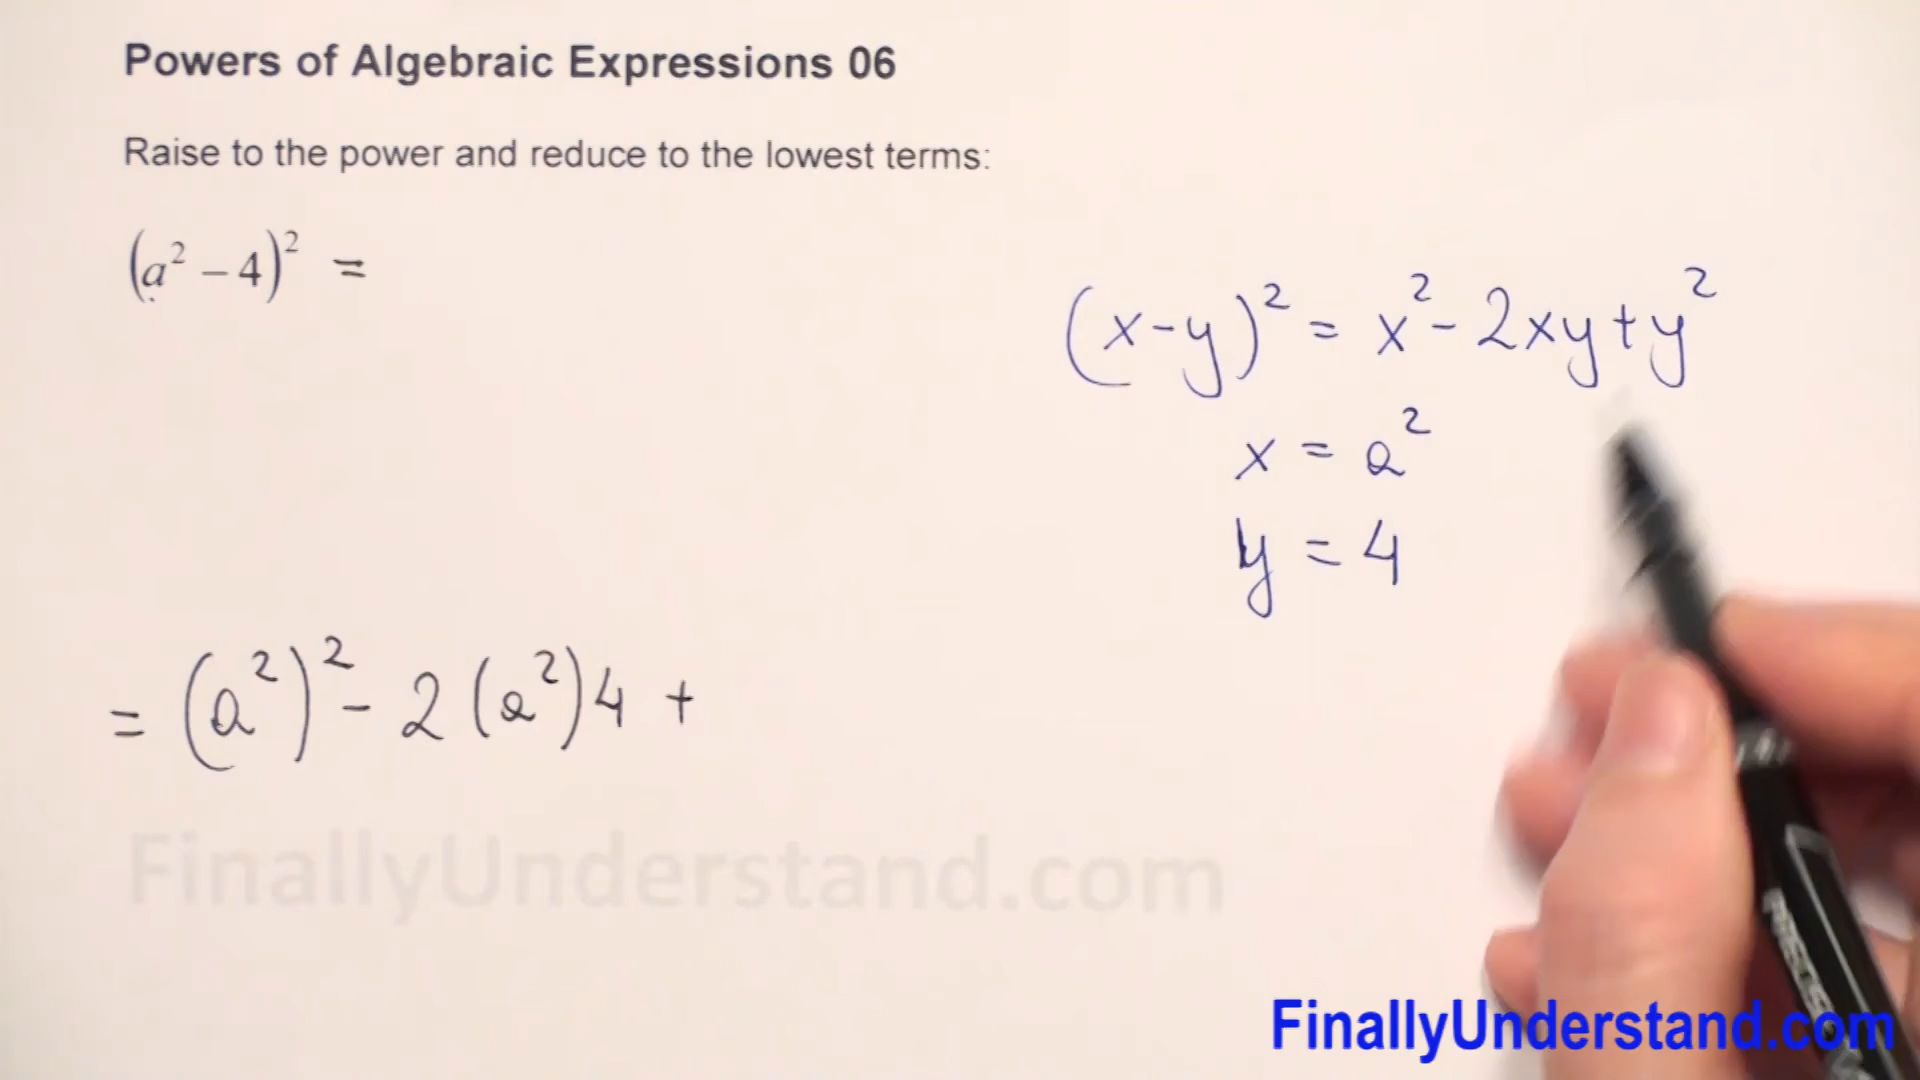 Powers of Algebraic Expressions 06
Raise to the power and reduce to the lowest terms:
(a² − 4)² =
(x-y)² = x² - 2xy + y²
x = a²
y = 4
= (a²)² - 2(a²)4 +
FinallyUnderstand.com
FinallyUnderstand.com